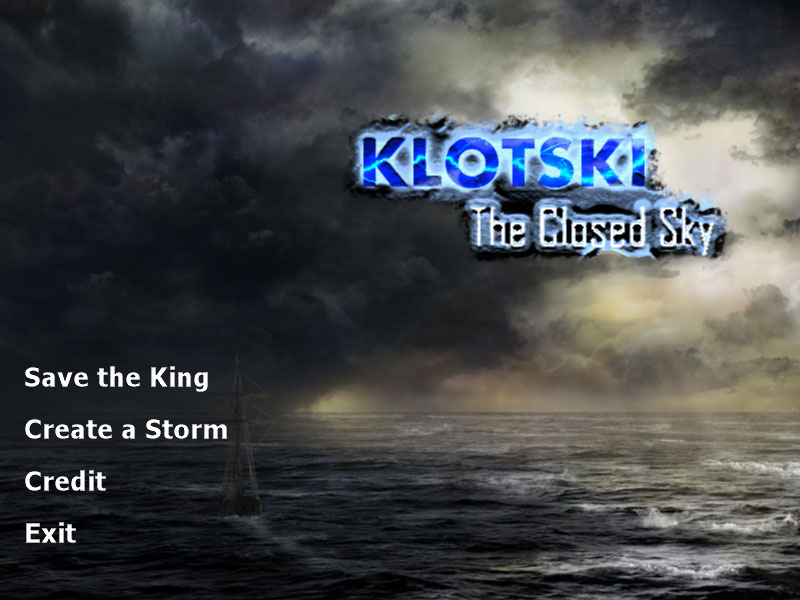 KLOTSKI
The Closed Sky
Save the King
Create a Storm
Credit
Exit